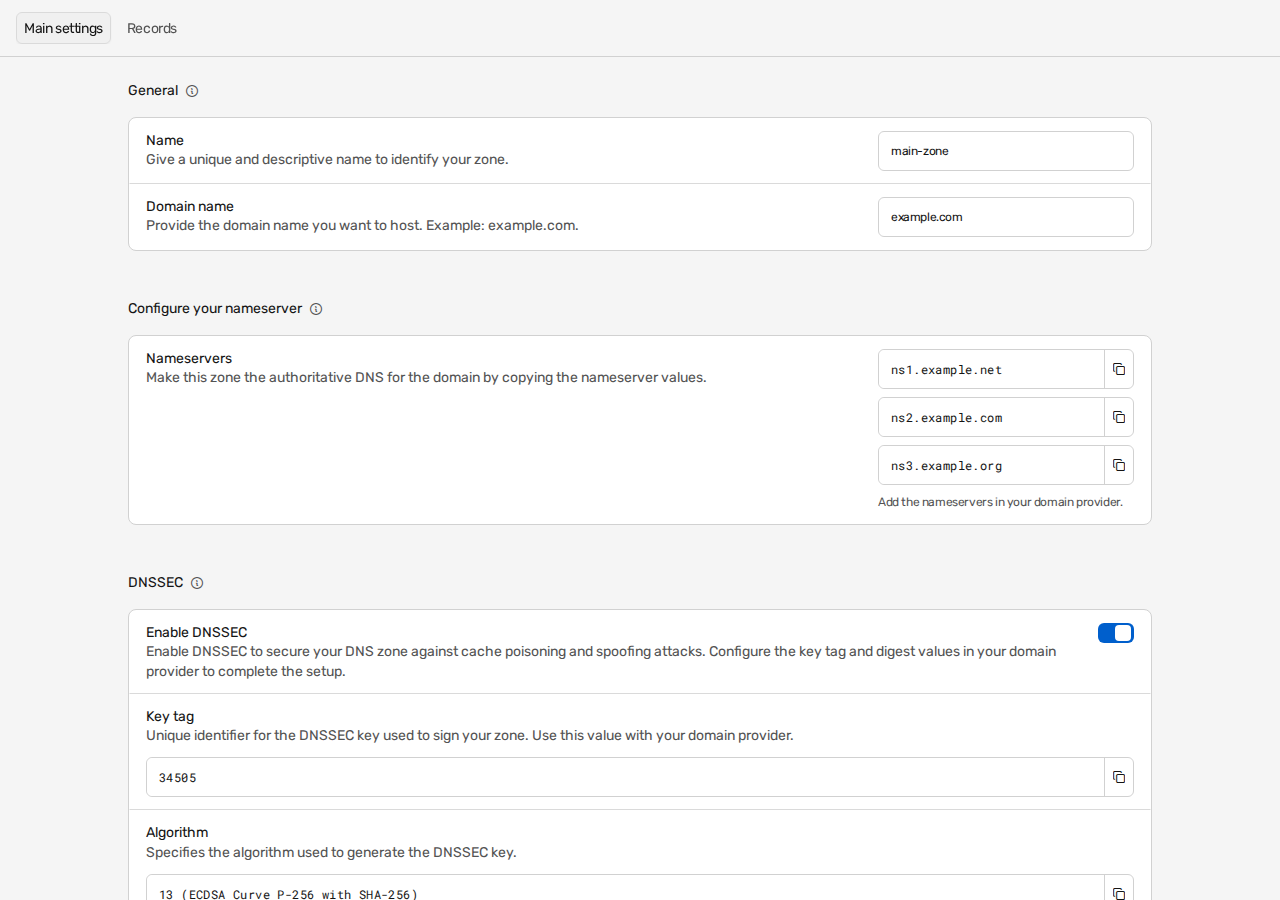 Main settings Records
General
Name
Give a unique and descriptive name to identify your zone.
main-zone
Domain name
Provide the domain name you want to host. Example: example.com.
example.com
Configure your nameserver
Nameservers
Make this zone the authoritative DNS for the domain by copying the nameserver values.
ns1.example.net
ns2.example.com
ns3.example.org
Add the nameservers in your domain provider.
DNSSEC
Enable DNSSEC
Enable DNSSEC to secure your DNS zone against cache poisoning and spoofing attacks. Configure the key tag and digest values in your domain
provider to complete the setup.
Key tag
Unique identifier for the DNSSEC key used to sign your zone. Use this value with your domain provider.
34505
Algorithm
Specifies the algorithm used to generate the DNSSEC key.
13 (ECDSA Curve P-256 with SHA-256)